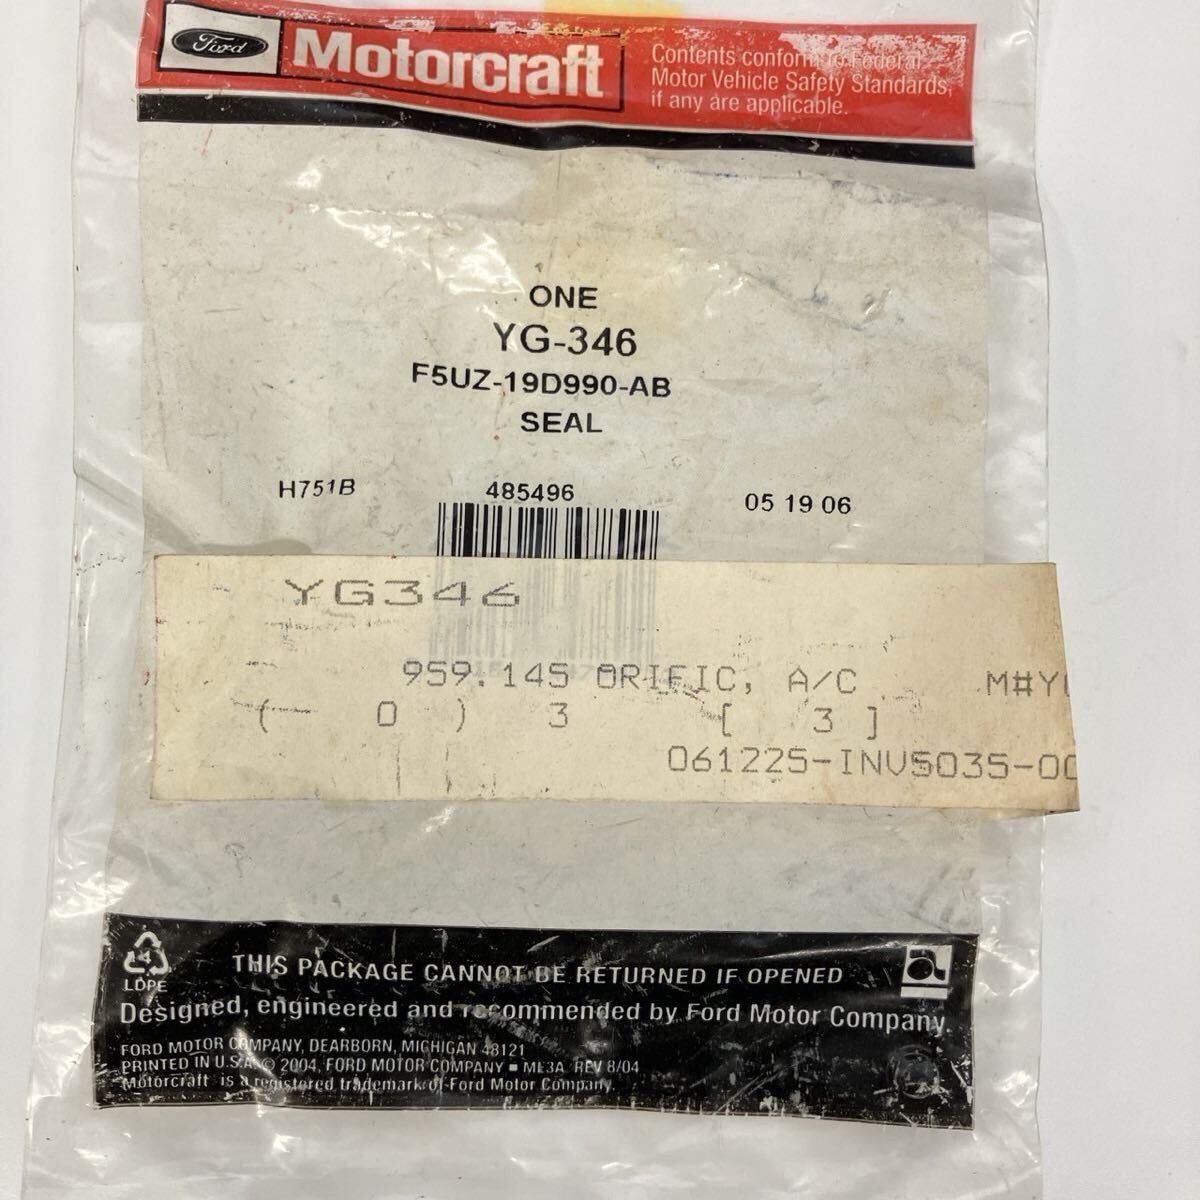 Ford
Motorcraft
Contents conform to Federal
Motor Vehicle Safety Standards,
if any are applicable.
ONE
YG-346
F5UZ-19D990-AB
SEAL
H751B 485496 05 19 06
YG346
959.145 ORIFIC, A/C M#Y
( 0 ) 3 [ 3 ]
061225-INV5035-00
4
LDPE
THIS PACKAGE CANNOT BE RETURNED IF OPENED
Designed, engineered and recommended by Ford Motor Company.
FORD MOTOR COMPANY, DEARBORN, MICHIGAN 48121
PRINTED IN U.S.A. © 2004, FORD MOTOR COMPANY ■ ML3A REV 8/04
Motorcraft is a registered trademark of Ford Motor Company.